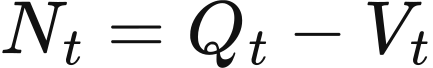 N_t = Q_t − V_t